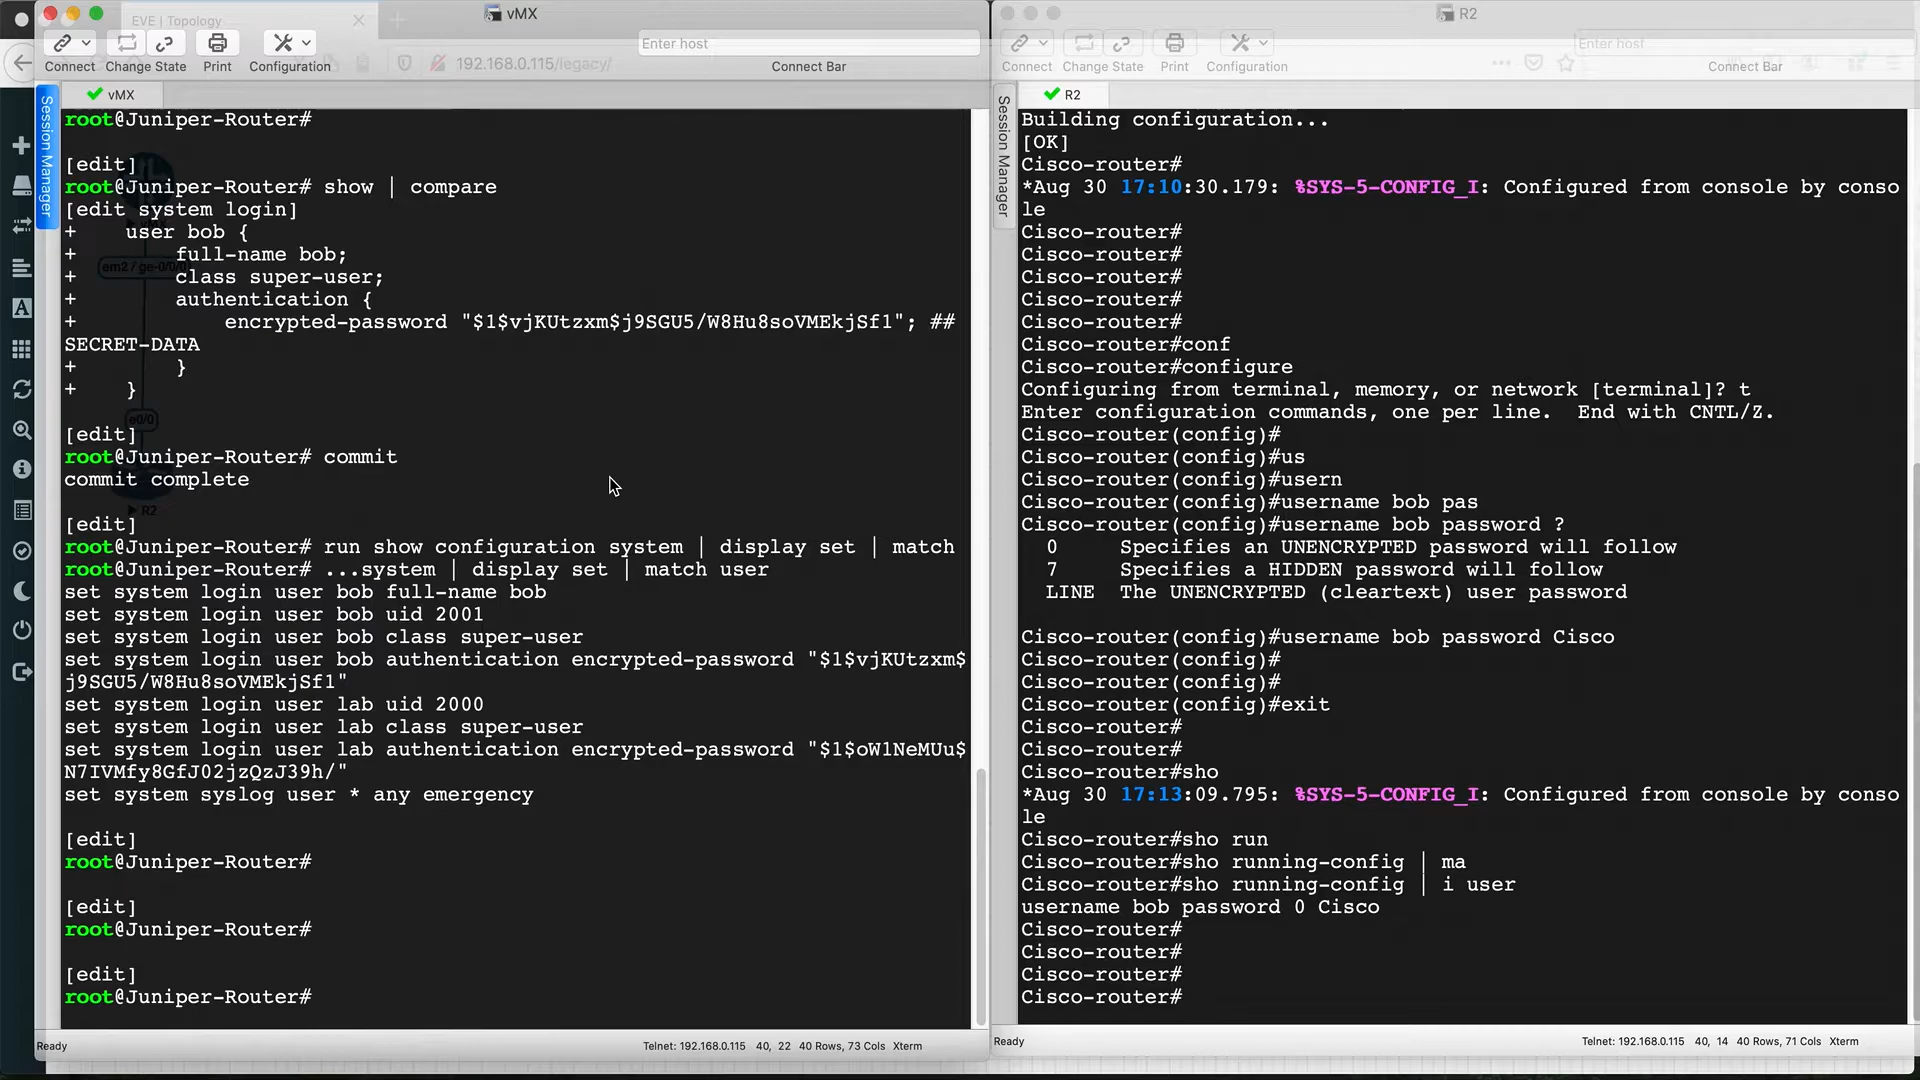 EVE | Topology
vMX
Enter host
Connect
Change State
Print
Configuration
192.168.0.115/legacy/
Connect Bar
Session Manager
vMX
root@Juniper-Router#
[edit]
root@Juniper-Router# show | compare
[edit system login]
+    user bob {
+        full-name bob;
+        class super-user;
+        authentication {
+            encrypted-password "$1$vjKUtzxm$j9SGU5/W8Hu8soVMEkjSf1"; ##
SECRET-DATA
+        }
+    }
[edit]
root@Juniper-Router# commit
commit complete
[edit]
root@Juniper-Router# run show configuration system | display set | match
root@Juniper-Router# ...system | display set | match user
set system login user bob full-name bob
set system login user bob uid 2001
set system login user bob class super-user
set system login user bob authentication encrypted-password "$1$vjKUtzxm$
j9SGU5/W8Hu8soVMEkjSf1"
set system login user lab uid 2000
set system login user lab class super-user
set system login user lab authentication encrypted-password "$1$oW1NeMUu$
N7IVMfy8GfJ02jzQzJ39h/"
set system syslog user * any emergency
[edit]
root@Juniper-Router#
[edit]
root@Juniper-Router#
[edit]
root@Juniper-Router#
em2 / ge-0/0/0
e0/0
R2
Ready
Telnet: 192.168.0.115   40, 22   40 Rows, 73 Cols   Xterm
R2
Enter host
Connect
Change State
Print
Configuration
Connect Bar
Session Manager
R2
Building configuration...
[OK]
Cisco-router#
*Aug 30 17:10:30.179: %SYS-5-CONFIG_I: Configured from console by conso
le
Cisco-router#
Cisco-router#
Cisco-router#
Cisco-router#
Cisco-router#
Cisco-router#conf
Cisco-router#configure
Configuring from terminal, memory, or network [terminal]? t
Enter configuration commands, one per line.  End with CNTL/Z.
Cisco-router(config)#
Cisco-router(config)#us
Cisco-router(config)#usern
Cisco-router(config)#username bob pas
Cisco-router(config)#username bob password ?
0     Specifies an UNENCRYPTED password will follow
7     Specifies a HIDDEN password will follow
LINE  The UNENCRYPTED (cleartext) user password
Cisco-router(config)#username bob password Cisco
Cisco-router(config)#
Cisco-router(config)#
Cisco-router(config)#exit
Cisco-router#
Cisco-router#
Cisco-router#sho
*Aug 30 17:13:09.795: %SYS-5-CONFIG_I: Configured from console by conso
le
Cisco-router#sho run
Cisco-router#sho running-config | ma
Cisco-router#sho running-config | i user
username bob password 0 Cisco
Cisco-router#
Cisco-router#
Cisco-router#
Cisco-router#
Ready
Telnet: 192.168.0.115   40, 14   40 Rows, 71 Cols   Xterm